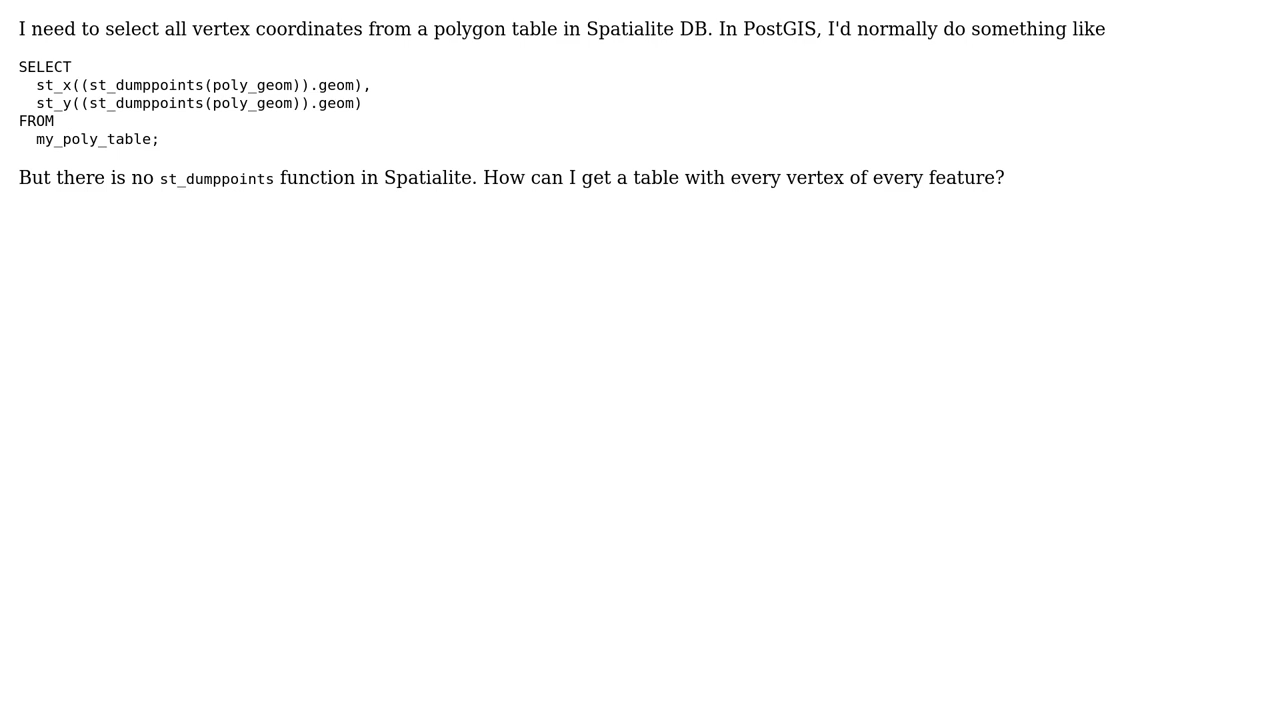 I need to select all vertex coordinates from a polygon table in Spatialite DB. In PostGIS, I'd normally do something like
SELECT
  st_x((st_dumppoints(poly_geom)).geom),
  st_y((st_dumppoints(poly_geom)).geom)
FROM
  my_poly_table;
But there is no st_dumppoints function in Spatialite. How can I get a table with every vertex of every feature?